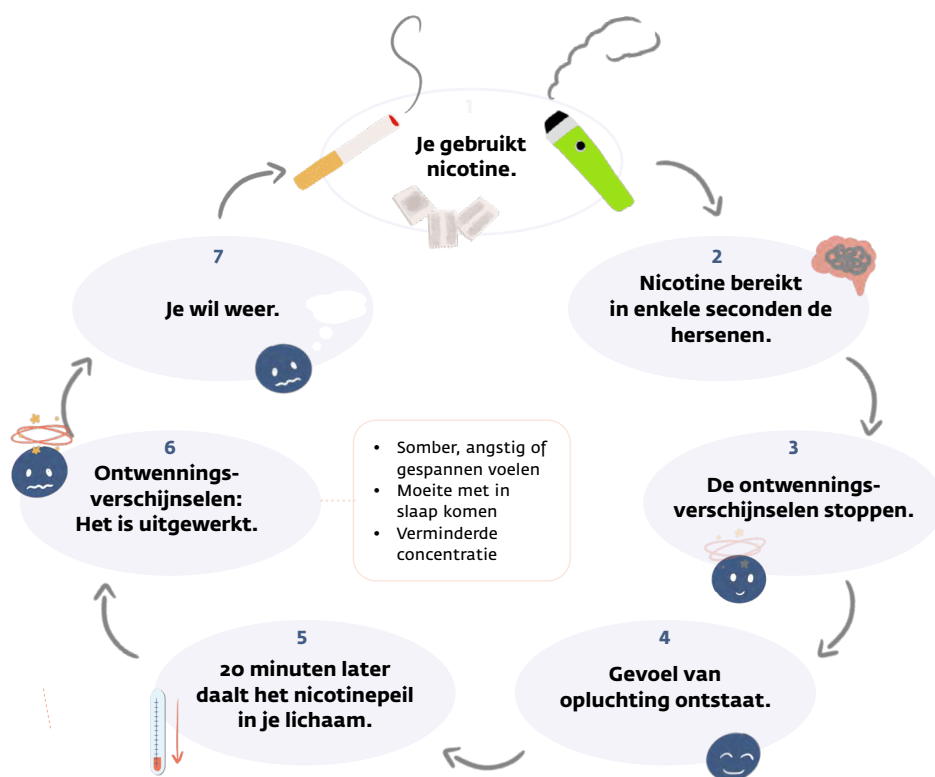 1
Je gebruikt
nicotine.
2
Nicotine bereikt
in enkele seconden de
hersenen.
3
De ontwennings-
verschijnselen stoppen.
4
Gevoel van
opluchting ontstaat.
5
20 minuten later
daalt het nicotinepeil
in je lichaam.
6
Ontwennings-
verschijnselen:
Het is uitgewerkt.
• Somber, angstig of
gespannen voelen
• Moeite met in
slaap komen
• Verminderde
concentratie
7
Je wil weer.